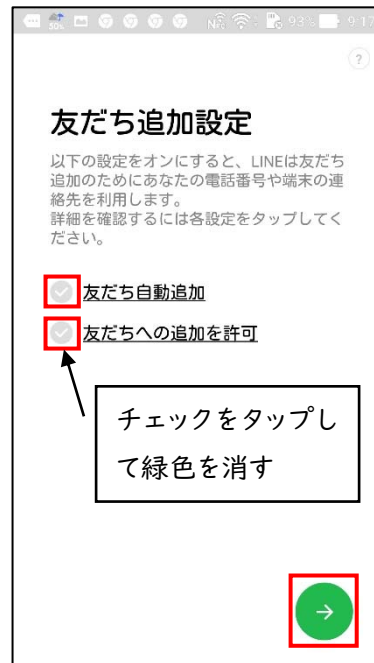 50%
NFC
93%
9:17
?
友だち追加設定
以下の設定をオンにすると、LINEは友だち
追加のためにあなたの電話番号や端末の連
絡先を利用します。
詳細を確認するには各設定をタップしてく
ださい。
友だち自動追加
友だちへの追加を許可
チェックをタップし
て緑色を消す